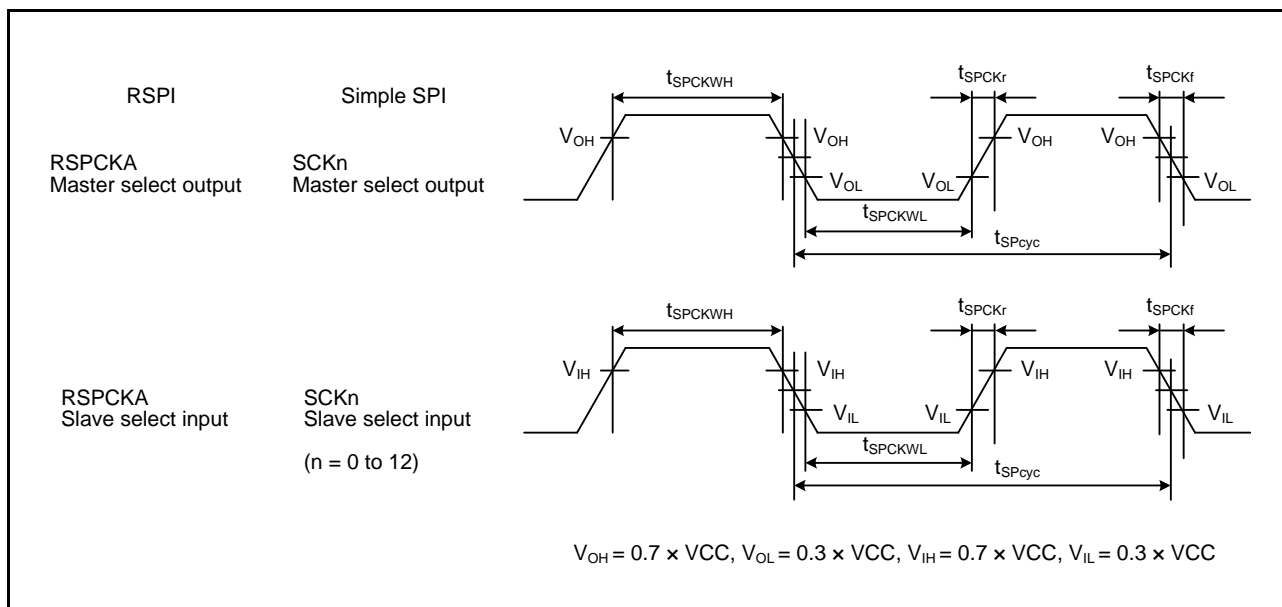 RSPI
Simple SPI
RSPCKA
Master select output
SCKn
Master select output
tSPCKWH
tSPCKr
tSPCKf
VOH
VOH
VOH
VOH
VOL
VOL
VOL
tSPCKWL
tSPcyc
RSPCKA
Slave select input
SCKn
Slave select input
(n = 0 to 12)
tSPCKWH
tSPCKr
tSPCKf
VIH
VIH
VIH
VIH
VIL
VIL
VIL
tSPCKWL
tSPcyc
VOH = 0.7 × VCC, VOL = 0.3 × VCC, VIH = 0.7 × VCC, VIL = 0.3 × VCC